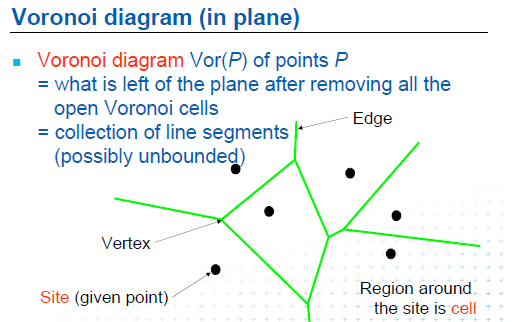 Voronoi diagram (in plane)
Voronoi diagram Vor(P) of points P
= what is left of the plane after removing all the
open Voronoi cells
= collection of line segments
(possibly unbounded)
Edge
Vertex
Site (given point)
Region around
the site is cell